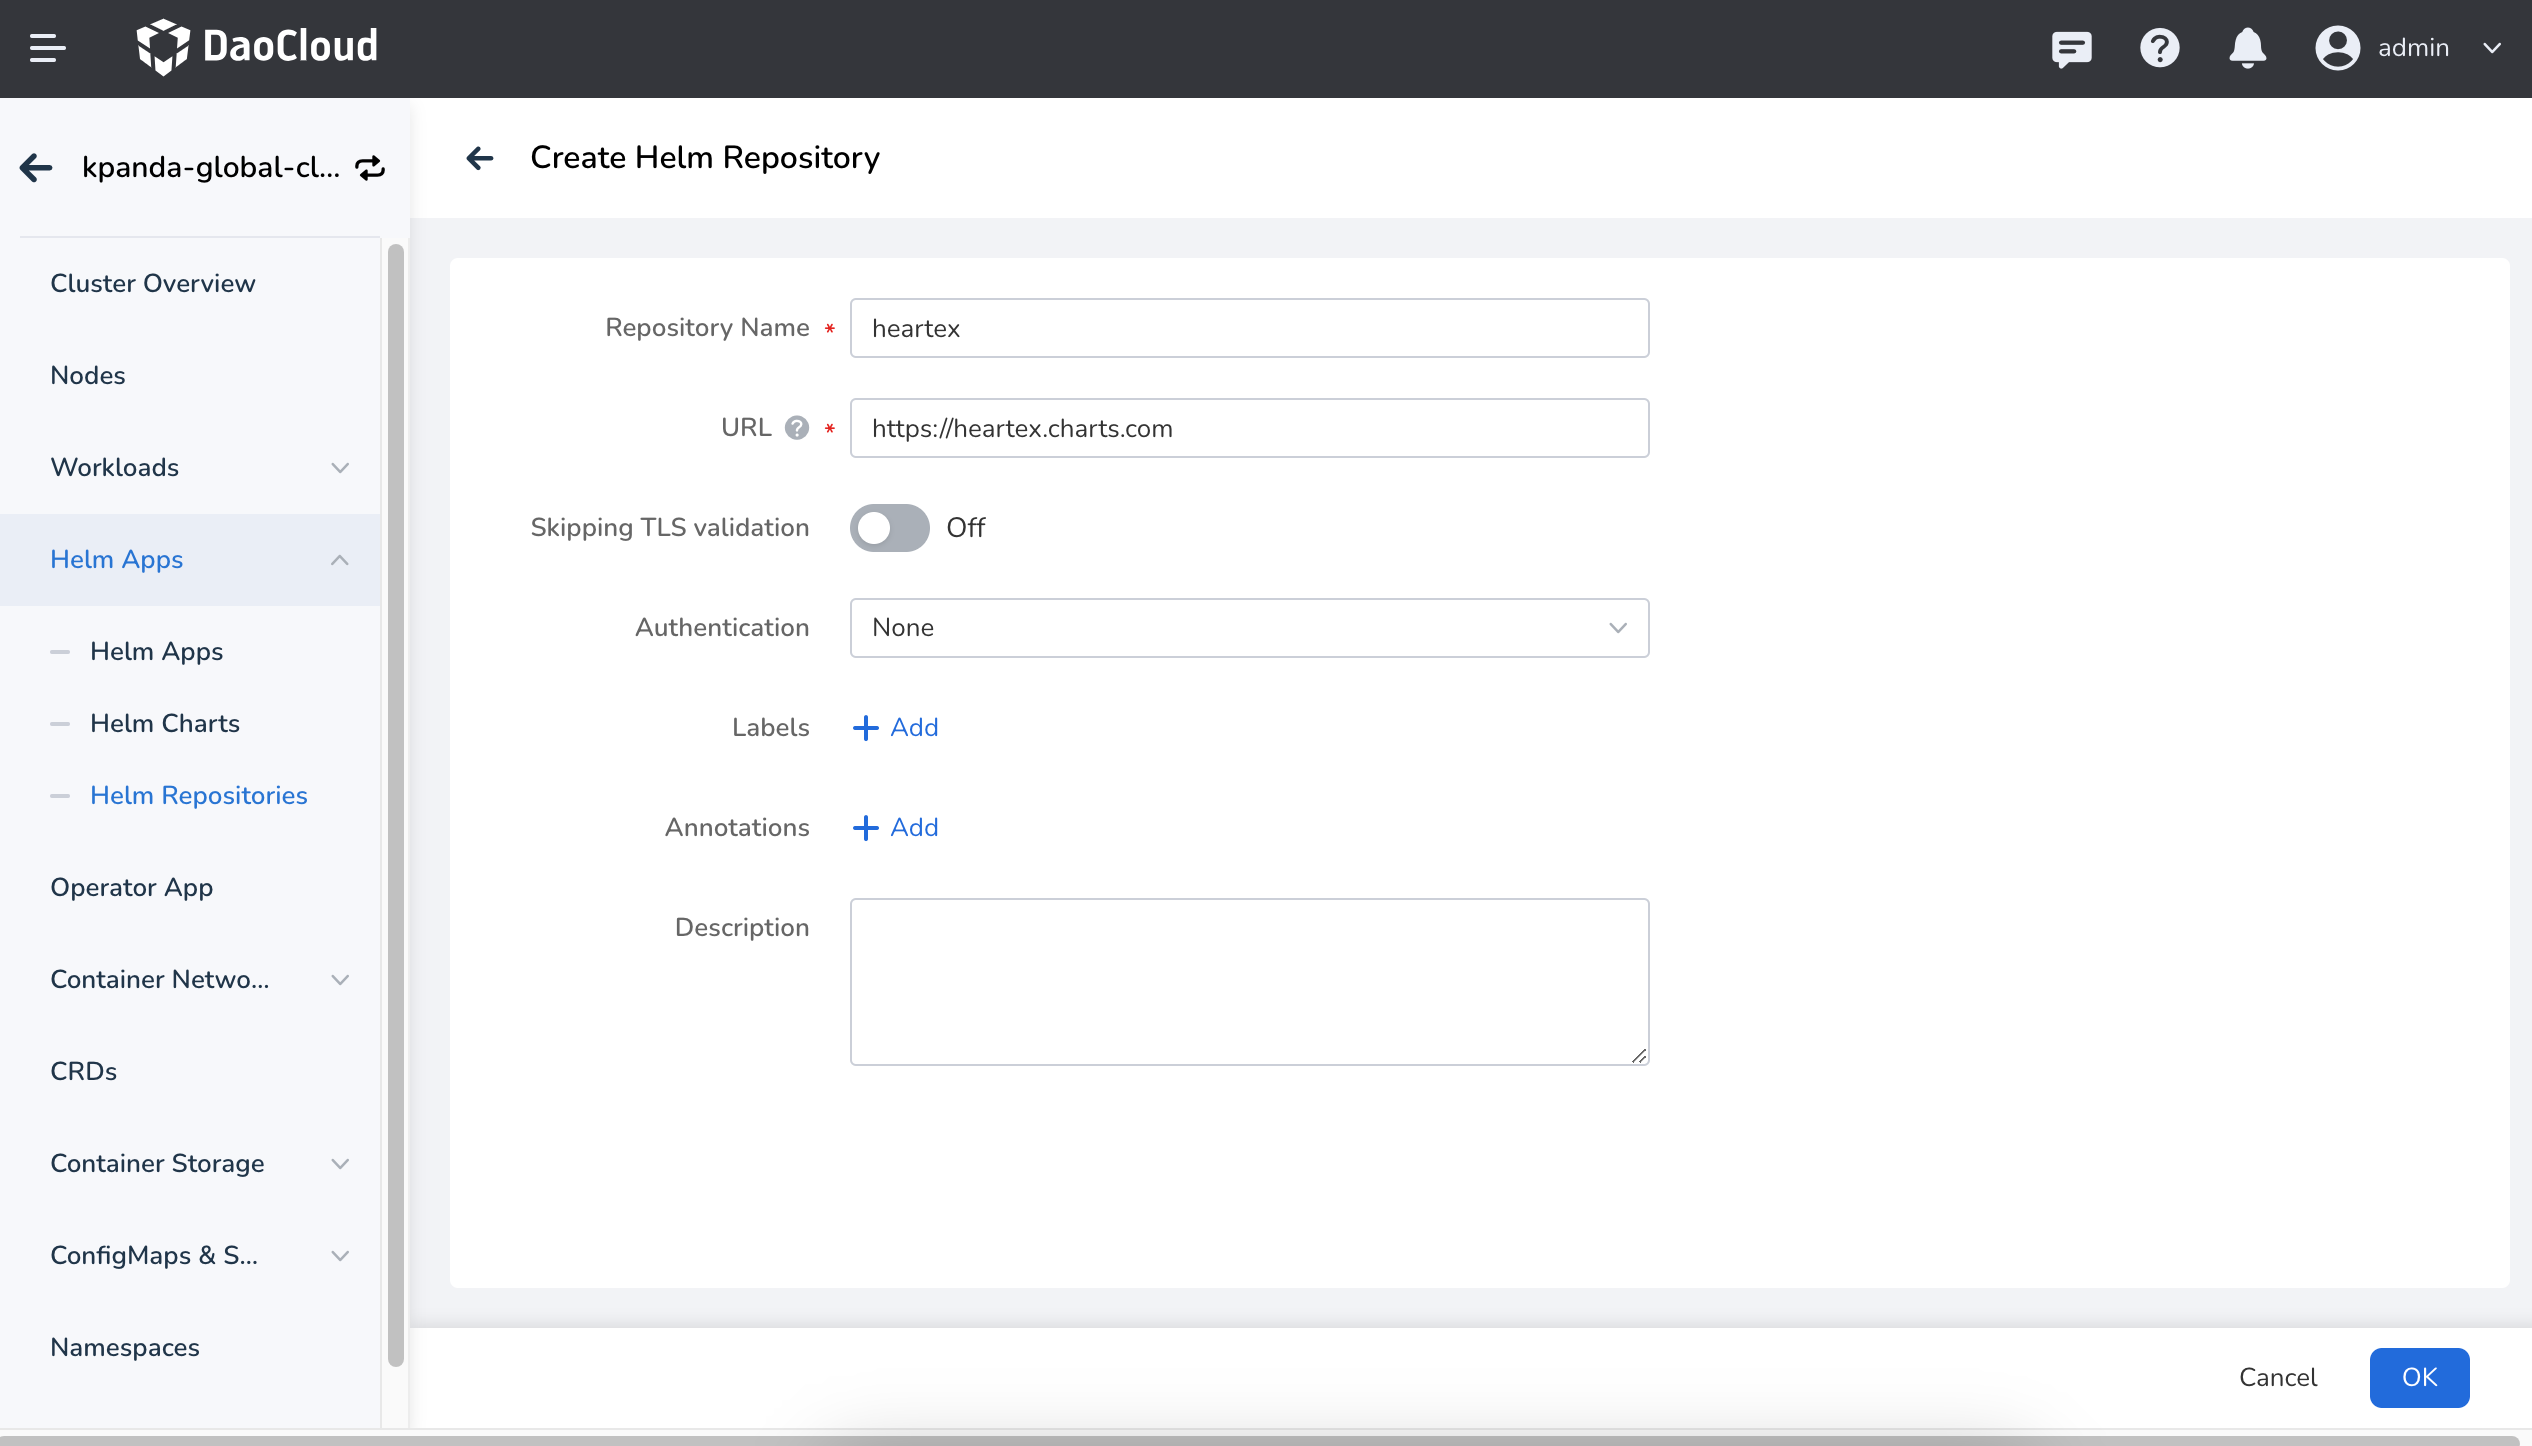 DaoCloud
admin
kpanda-global-cl...
Create Helm Repository
Cluster Overview
Nodes
Workloads
Helm Apps
Helm Apps
Helm Charts
Helm Repositories
Operator App
Container Netwo...
CRDs
Container Storage
ConfigMaps & S...
Namespaces
Repository Name * heartex
URL ? * https://heartex.charts.com
Skipping TLS validation Off
Authentication None
Labels + Add
Annotations + Add
Description
Cancel OK